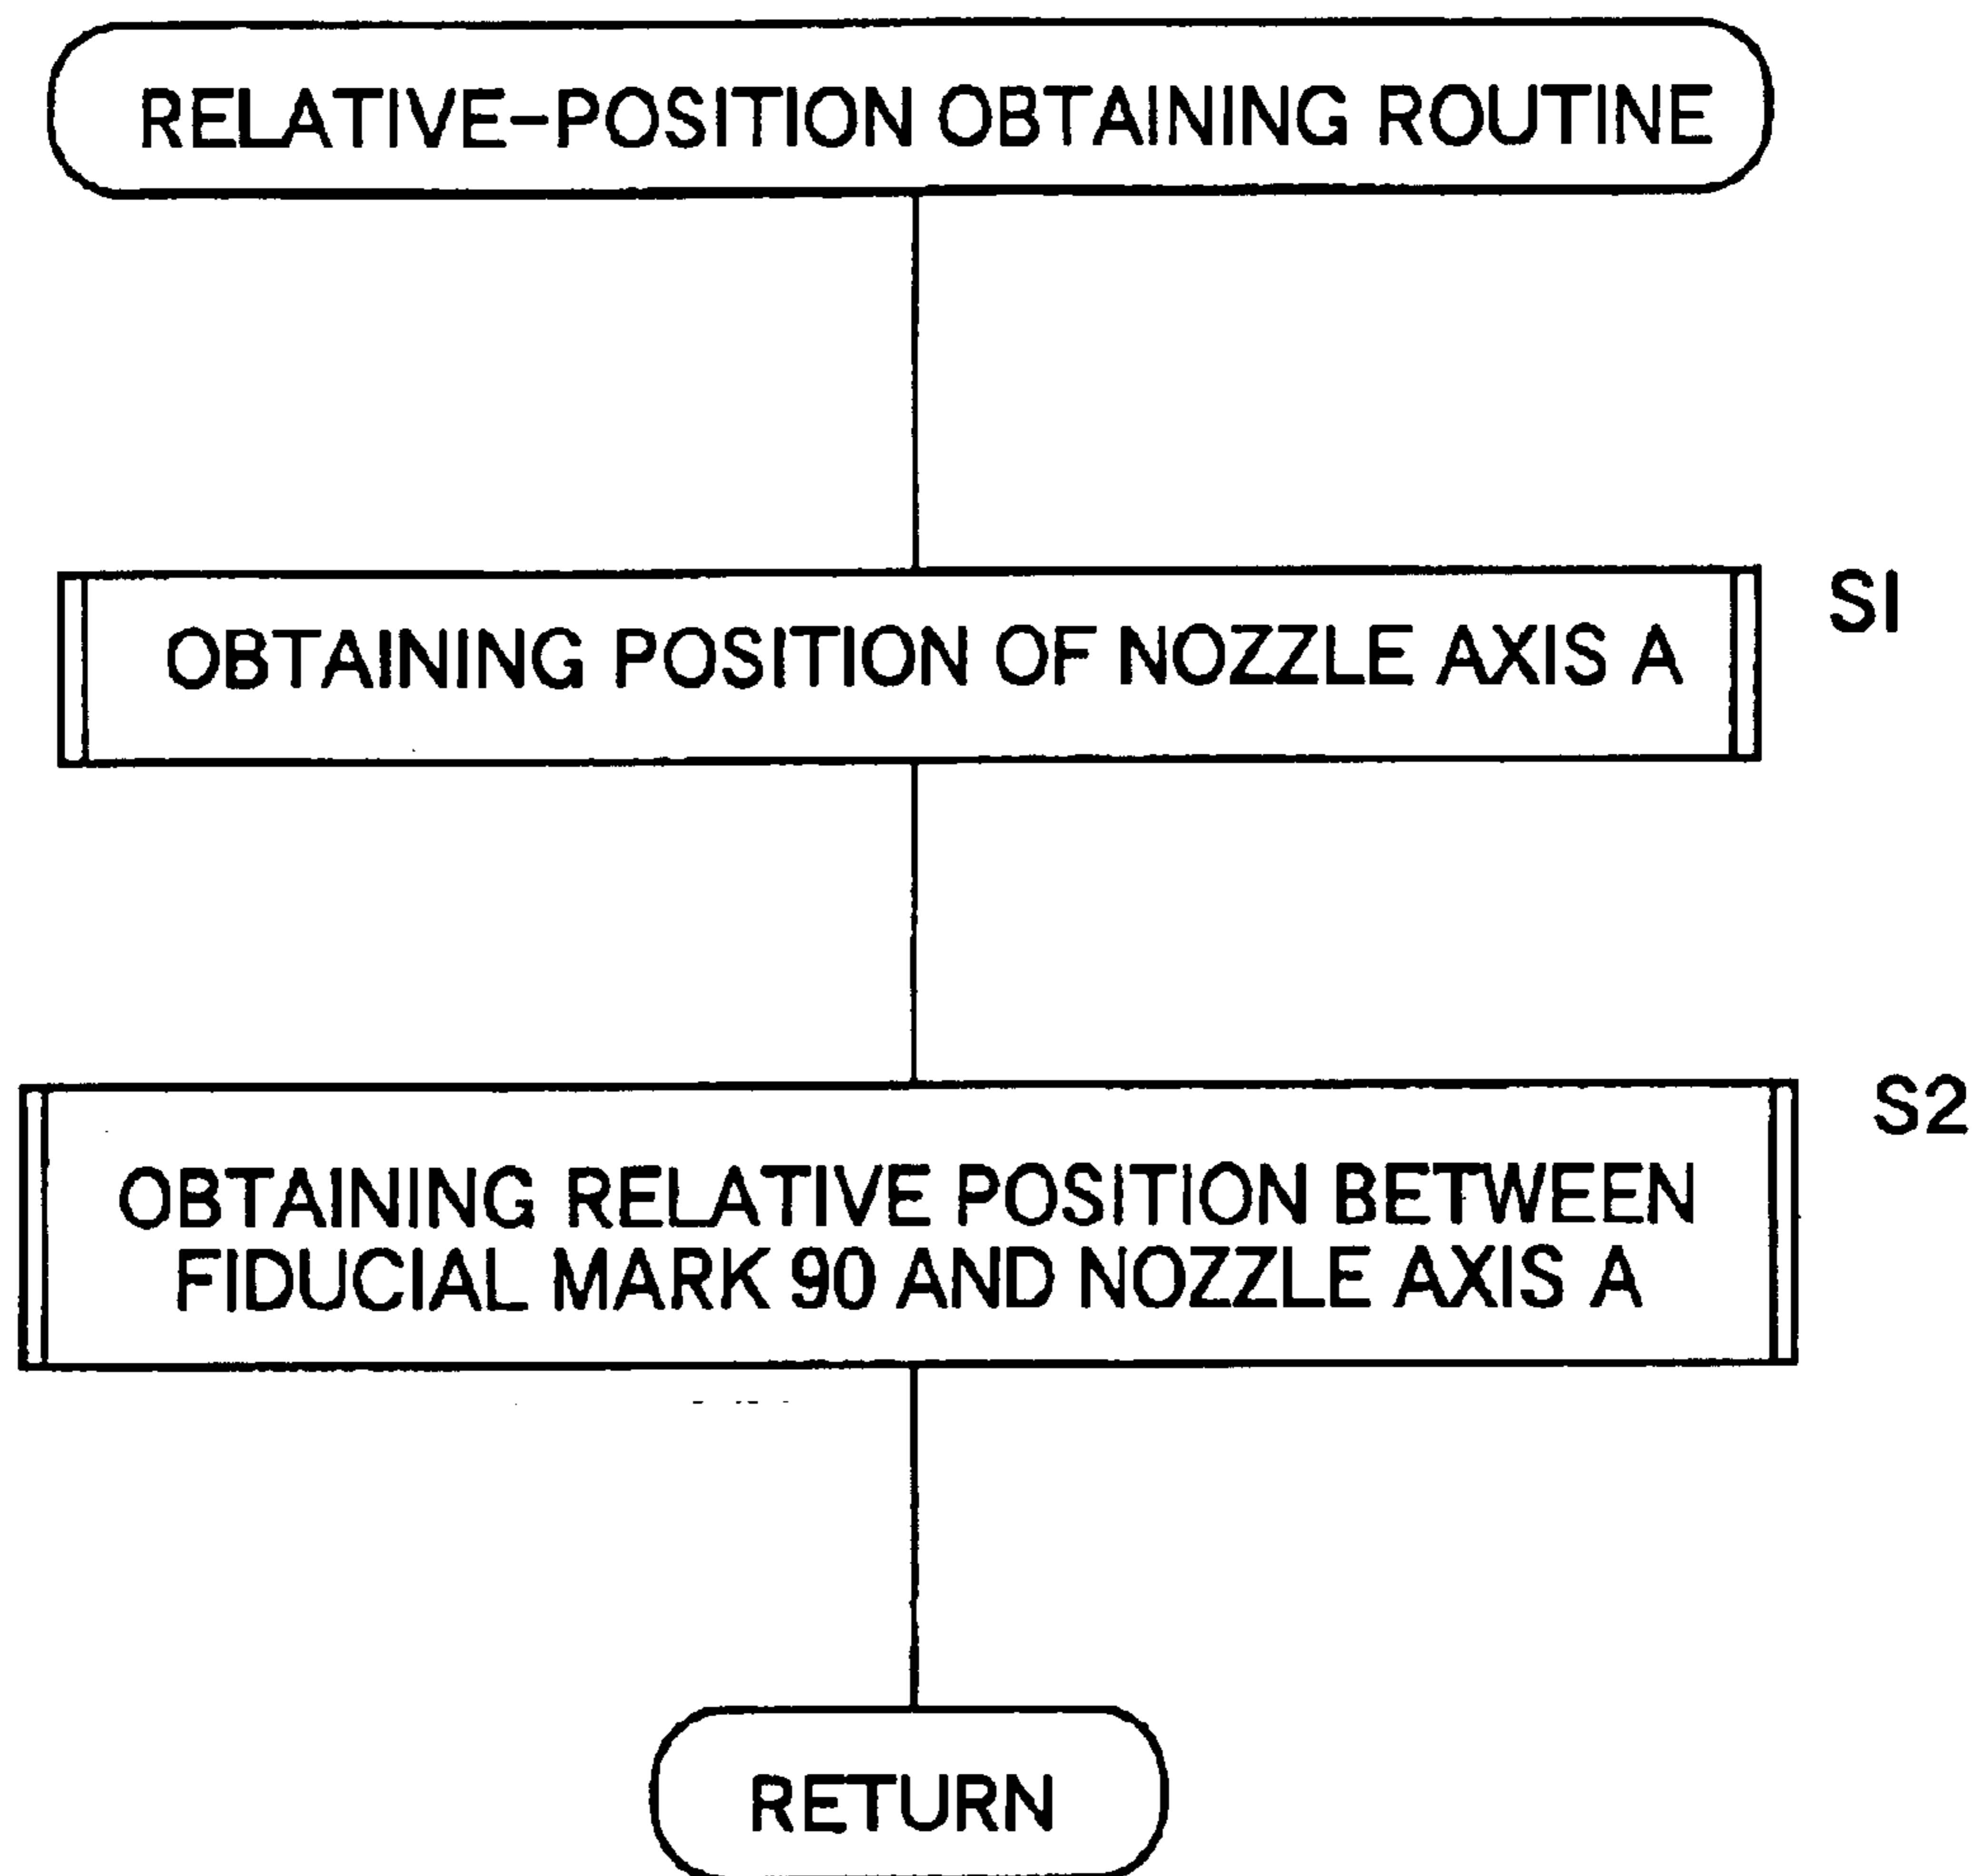 RELATIVE-POSITION OBTAINING ROUTINE
OBTAINING POSITION OF NOZZLE AXIS A
S1
OBTAINING RELATIVE POSITION BETWEEN
FIDUCIAL MARK 90 AND NOZZLE AXIS A
S2
RETURN